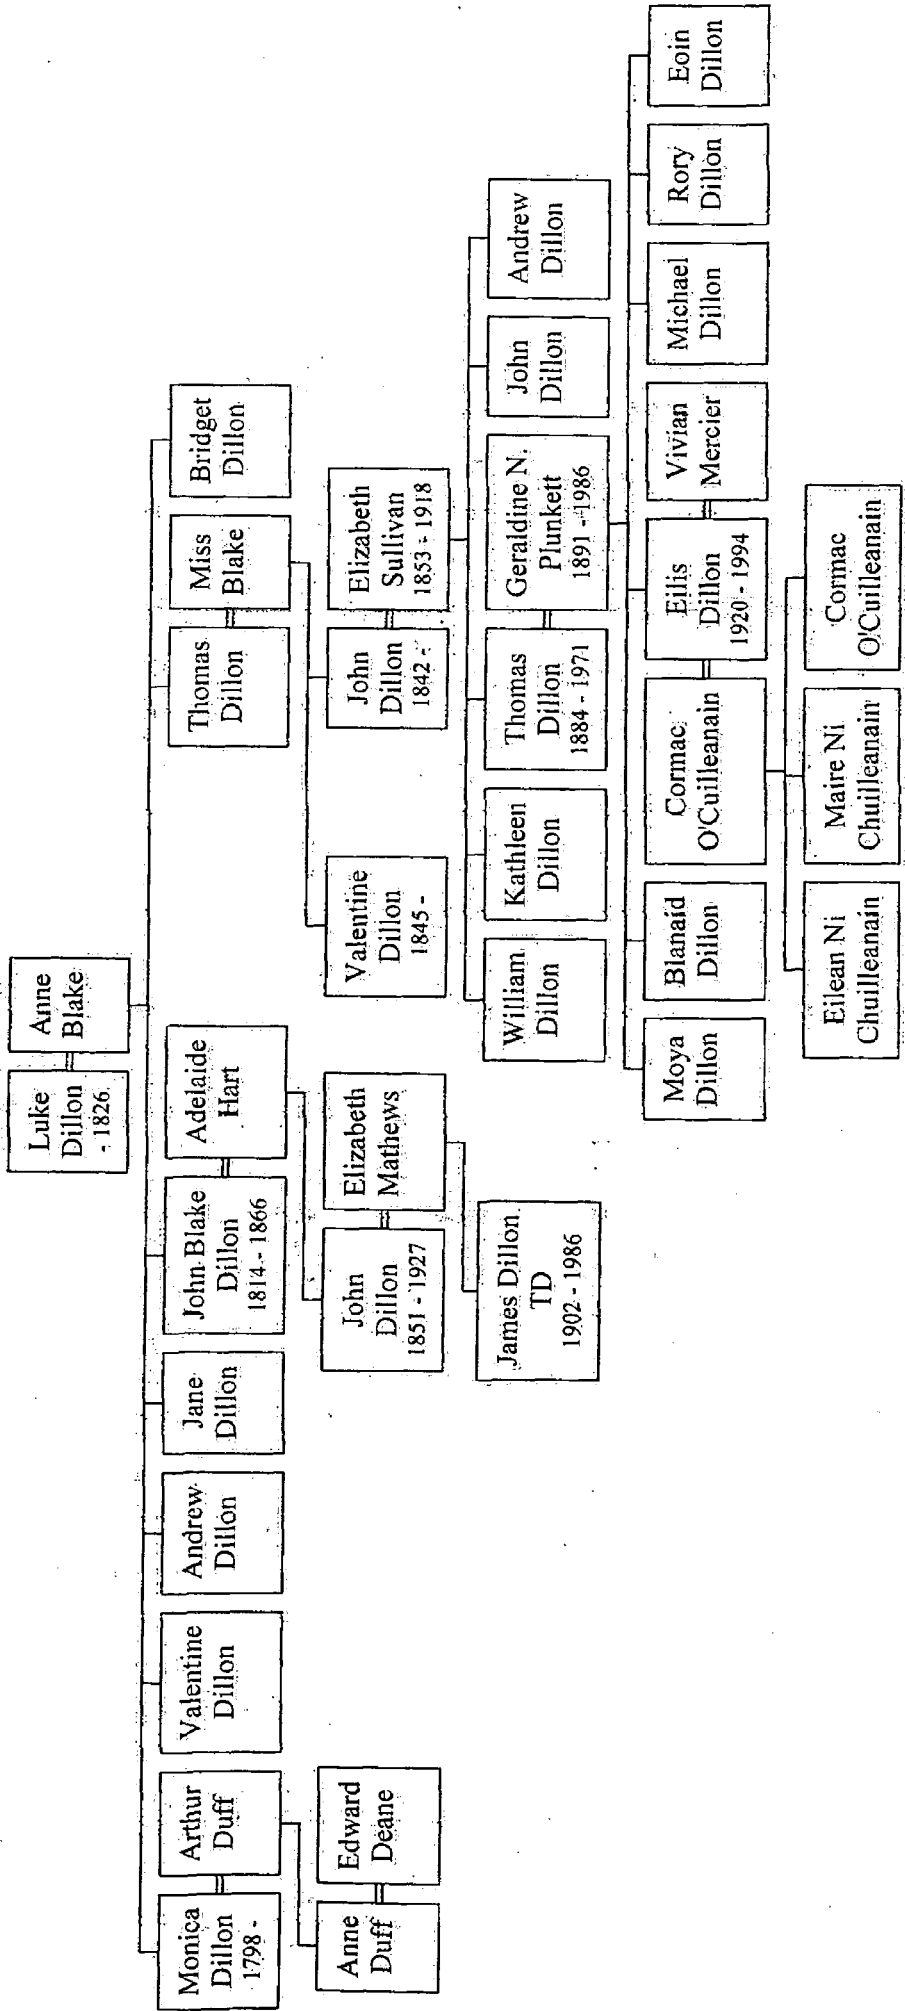 Luke
Dillon
- 1826
Anne
Blake
Monica
Dillon
1798 -
Arthur
Duff
Valentine
Dillon
Andrew
Dillon
Jane
Dillon
John Blake
Dillon
1814 - 1866
Adelaide
Hart
Thomas
Dillon
Miss
Blake
Bridget
Dillon
Anne
Duff
Edward
Deane
John
Dillon
1851 - 1927
Elizabeth
Mathews
Valentine
Dillon
1845 -
John
Dillon
1842 -
Elizabeth
Sullivan
1853 - 1918
James Dillon
TD
1902 - 1986
William
Dillon
Kathleen
Dillon
Thomas
Dillon
1884 - 1971
Geraldine N.
Plunkett
1891 - 1986
John
Dillon
Andrew
Dillon
Moya
Dillon
Blanaid
Dillon
Cormac
O'Cuilleanain
Eilis
Dillon
1920 - 1994
Vivian
Mercier
Michael
Dillon
Rory
Dillon
Eoin
Dillon
Eilean Ni
Chuilleanain
Maire Ni
Chuilleanain
Cormac
O'Cuilleanain